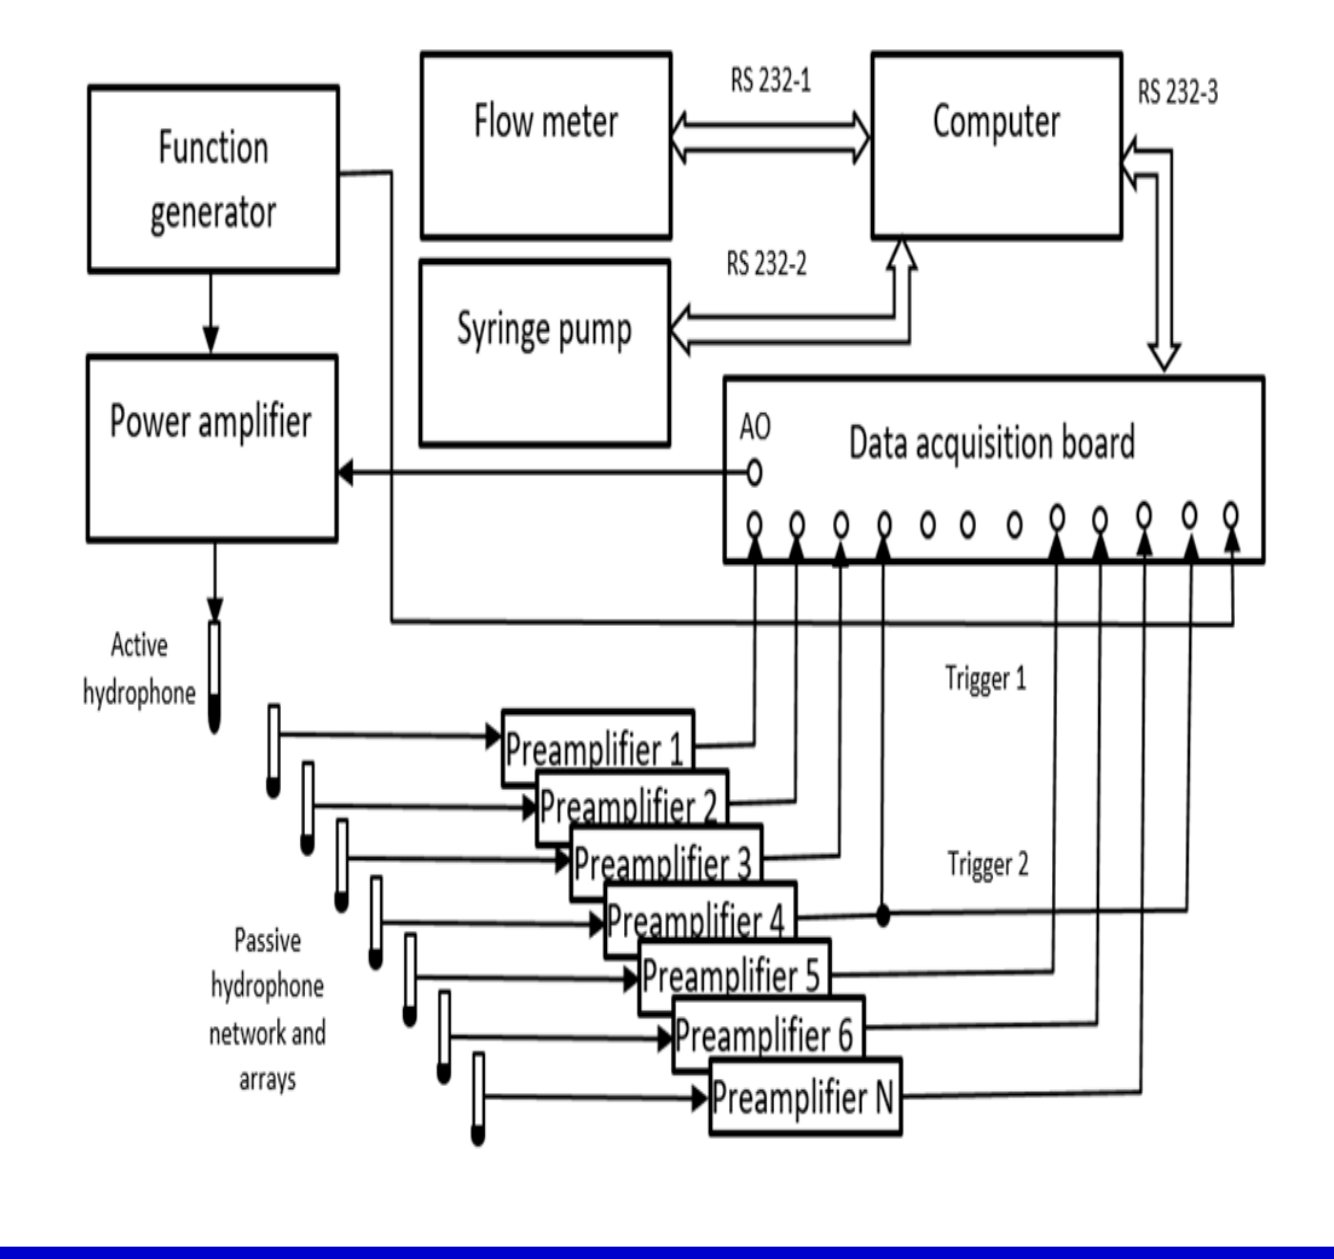 RS 232-1
RS 232-3
Flow meter
Computer
Function
generator
RS 232-2
Syringe pump
Power amplifier
AO
Data acquisition board
Active
hydrophone
Trigger 1
Preamplifier 1
Preamplifier 2
Preamplifier 3
Trigger 2
Preamplifier 4
Passive
hydrophone
network and
arrays
Preamplifier 5
Preamplifier 6
Preamplifier N